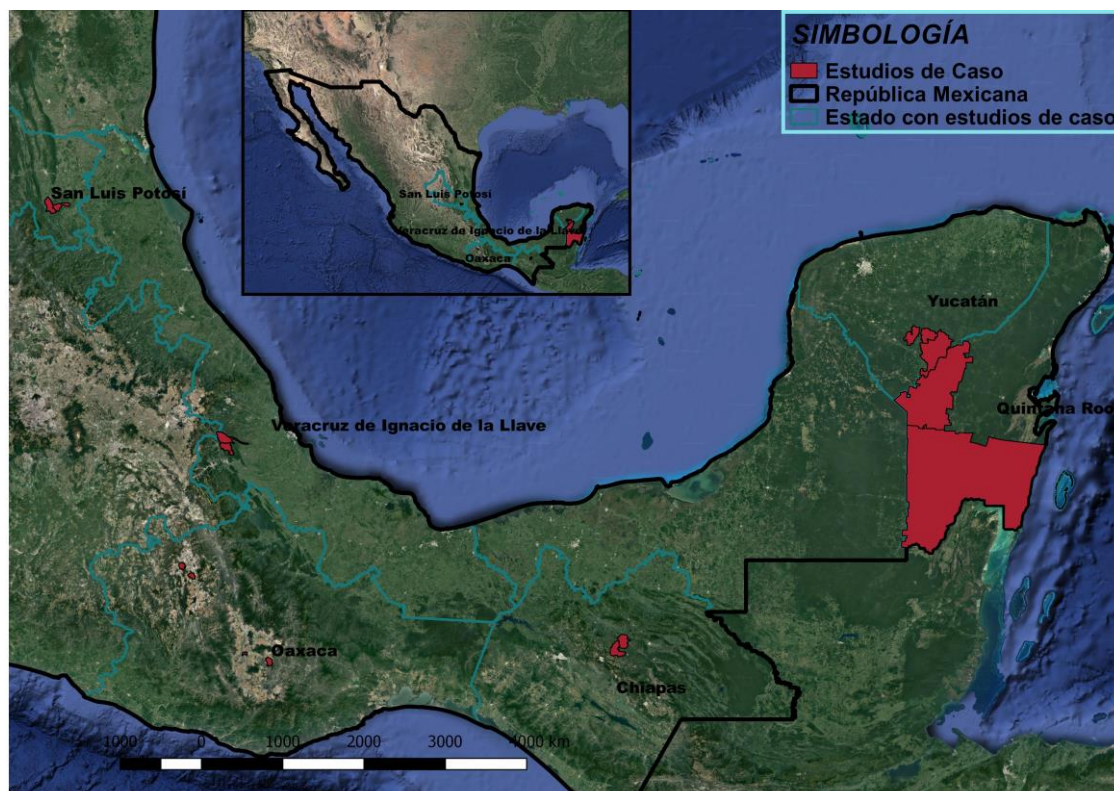 SIMBOLOGÍA
Estudios de Caso
República Mexicana
Estado con estudios de caso
San Luis Potosí
Veracruz de Ignacio de la Llave
Oaxaca
San Luis Potosí
Yucatán
Quintana Roo
Veracruz de Ignacio de la Llave
Oaxaca
Chiapas
1000 0 1000 2000 3000 4000 km